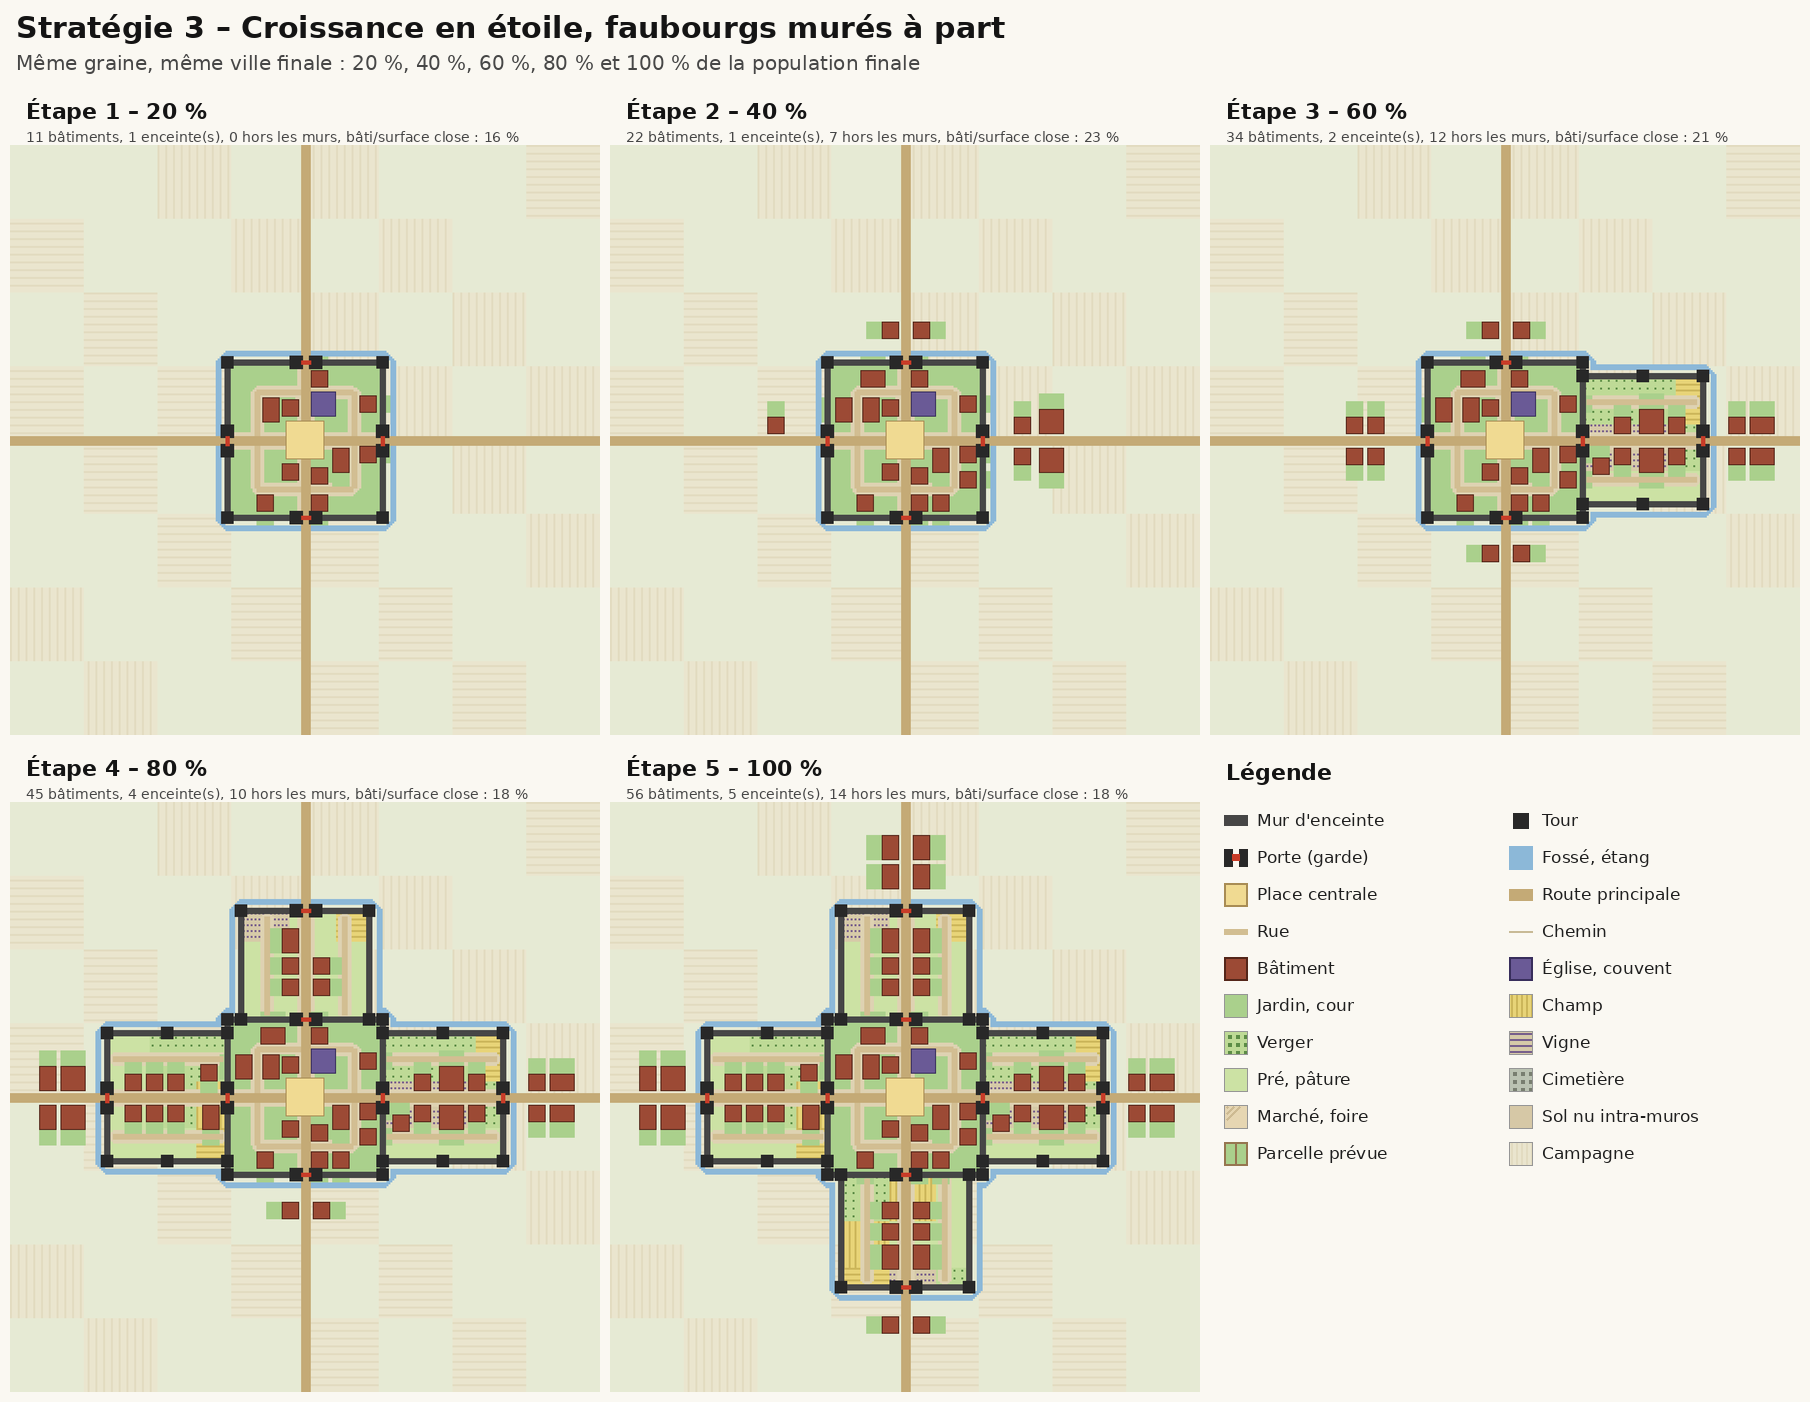 Stratégie 3 – Croissance en étoile, faubourgs murés à part
Même graine, même ville finale : 20 %, 40 %, 60 %, 80 % et 100 % de la population finale
Étape 1 – 20 %
11 bâtiments, 1 enceinte(s), 0 hors les murs, bâti/surface close : 16 %
Étape 2 – 40 %
22 bâtiments, 1 enceinte(s), 7 hors les murs, bâti/surface close : 23 %
Étape 3 – 60 %
34 bâtiments, 2 enceinte(s), 12 hors les murs, bâti/surface close : 21 %
Étape 4 – 80 %
45 bâtiments, 4 enceinte(s), 10 hors les murs, bâti/surface close : 18 %
Étape 5 – 100 %
56 bâtiments, 5 enceinte(s), 14 hors les murs, bâti/surface close : 18 %
Légende
Mur d'enceinte
Tour
Porte (garde)
Fossé, étang
Place centrale
Route principale
Rue
Chemin
Bâtiment
Église, couvent
Jardin, cour
Champ
Verger
Vigne
Pré, pâture
Cimetière
Marché, foire
Sol nu intra-muros
Parcelle prévue
Campagne